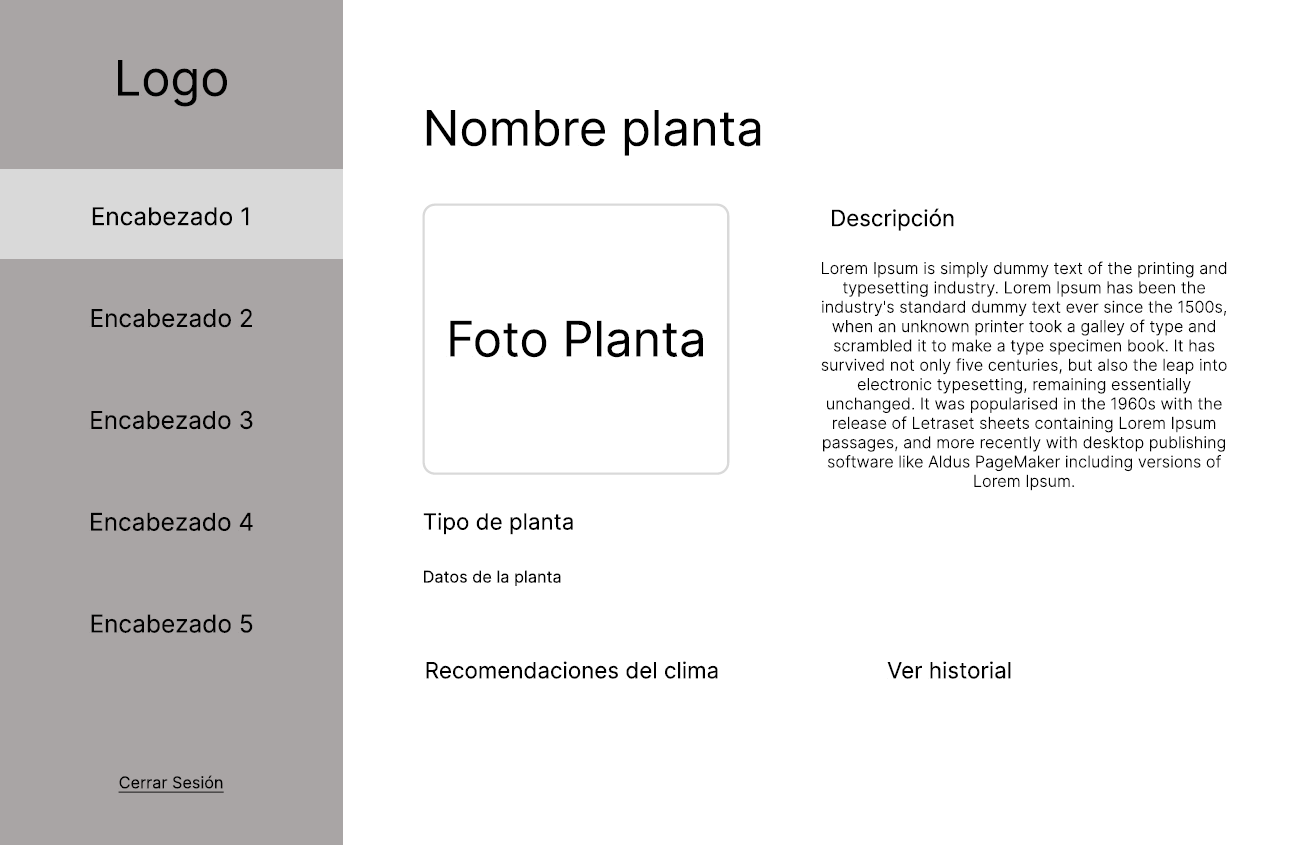 Logo
Encabezado 1
Encabezado 2
Encabezado 3
Encabezado 4
Encabezado 5
Cerrar Sesión
Nombre planta
Foto Planta
Tipo de planta
Datos de la planta
Recomendaciones del clima
Descripción
Lorem Ipsum is simply dummy text of the printing and
typesetting industry. Lorem Ipsum has been the
industry's standard dummy text ever since the 1500s,
when an unknown printer took a galley of type and
scrambled it to make a type specimen book. It has
survived not only five centuries, but also the leap into
electronic typesetting, remaining essentially
unchanged. It was popularised in the 1960s with the
release of Letraset sheets containing Lorem Ipsum
passages, and more recently with desktop publishing
software like Aldus PageMaker including versions of
Lorem Ipsum.
Ver historial